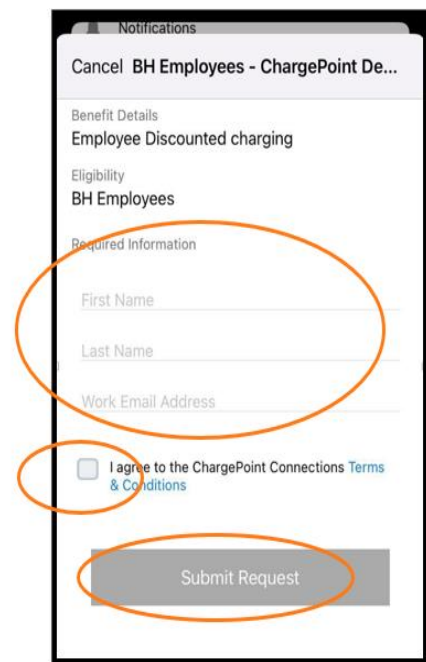 Notifications
Cancel BH Employees - ChargePoint De...
Benefit Details
Employee Discounted charging
Eligibility
BH Employees
Required Information
First Name
Last Name
Work Email Address
I agree to the ChargePoint Connections Terms
& Conditions
Submit Request